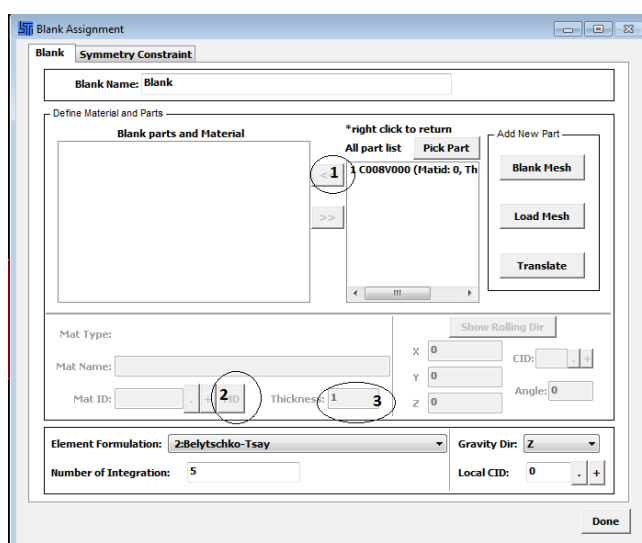 Blank Assignment
Blank Symmetry Constraint
Blank Name: Blank
Define Material and Parts
Blank parts and Material
*right click to return
All part list Pick Part
Add New Part
1
1 C008V000 (Matid: 0, Th
>>
Blank Mesh
Load Mesh
Translate
Mat Type:
Mat Name:
Mat ID: . + 2 Thickness: 1 3
Show Rolling Dir
X 0
Y 0
Z 0
CID: . +
Angle: 0
Element Formulation: 2:Belytschko-Tsay
Number of Integration: 5
Gravity Dir: Z
Local CID: 0 . +
Done